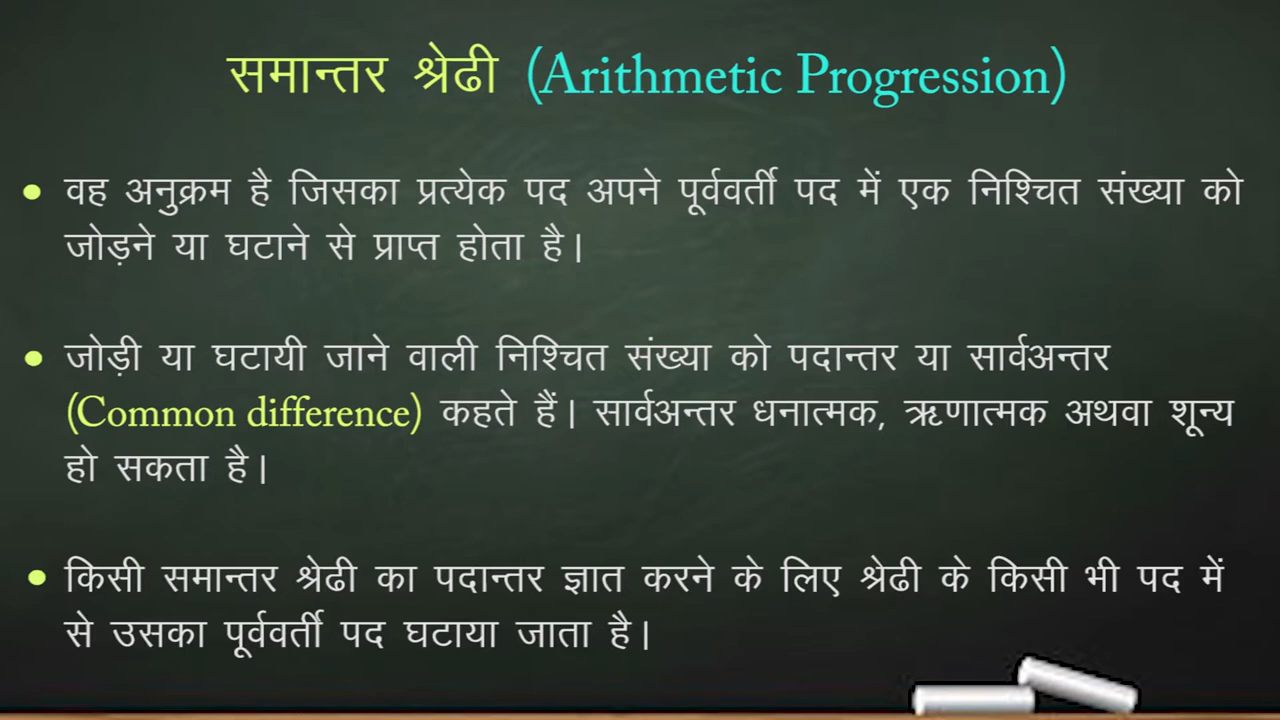 समान्तर श्रेढी (Arithmetic Progression)
• वह अनुक्रम है जिसका प्रत्येक पद अपने पूर्ववर्ती पद में एक निश्चित संख्या को
जोड़ने या घटाने से प्राप्त होता है।
• जोड़ी या घटायी जाने वाली निश्चित संख्या को पदान्तर या सार्वअन्तर
(Common difference) कहते हैं। सार्वअन्तर धनात्मक, ऋणात्मक अथवा शून्य
हो सकता है।
• किसी समान्तर श्रेढी का पदान्तर ज्ञात करने के लिए श्रेढी के किसी भी पद में
से उसका पूर्ववर्ती पद घटाया जाता है।